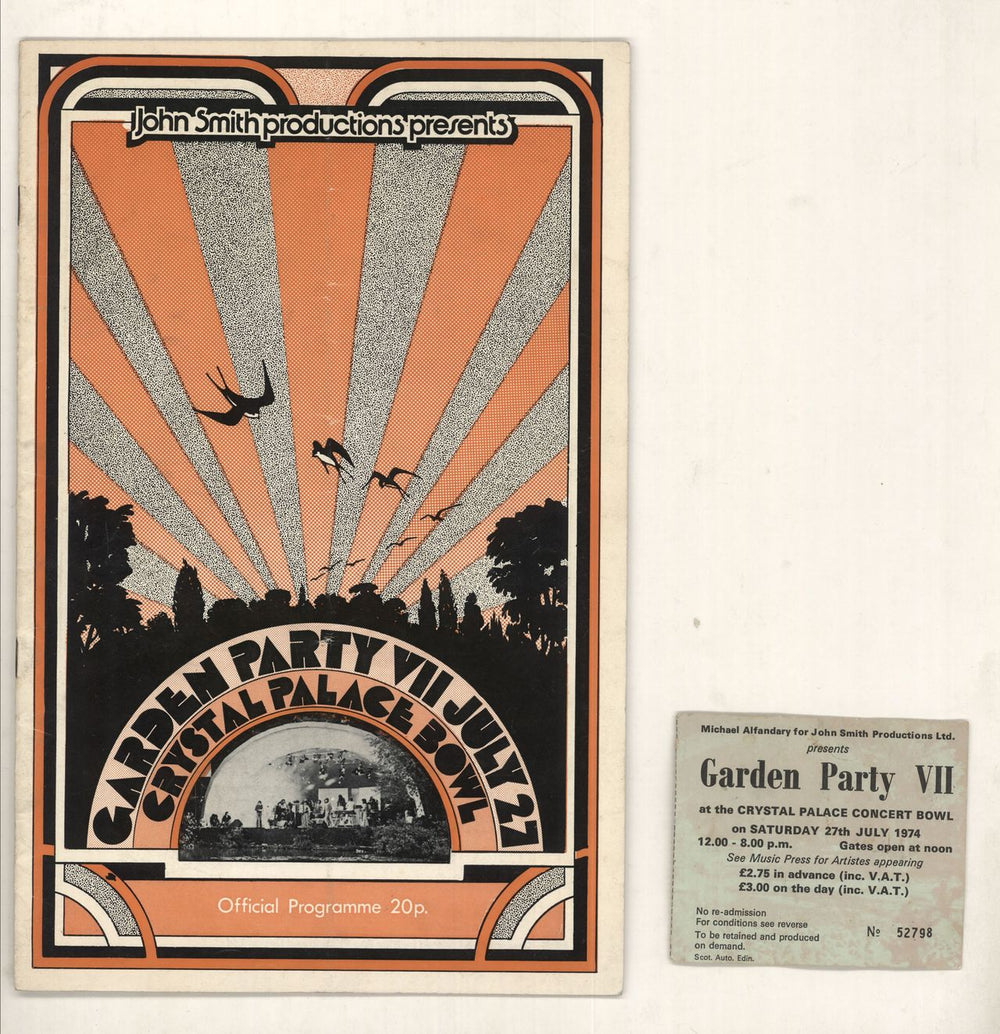 John Smith productions presents
GARDEN PARTY VII JULY 27
CRYSTAL PALACE BOWL
Official Programme 20p.
Michael Alfandary for John Smith Productions Ltd.
presents
Garden Party VII
at the CRYSTAL PALACE CONCERT BOWL
on SATURDAY 27th JULY 1974
12.00 - 8.00 p.m. Gates open at noon
See Music Press for Artistes appearing
£2.75 in advance (inc. V.A.T.)
£3.00 on the day (inc. V.A.T.)
No re-admission
For conditions see reverse
To be retained and produced
on demand.
Nº 52798
Scot. Auto. Edin.